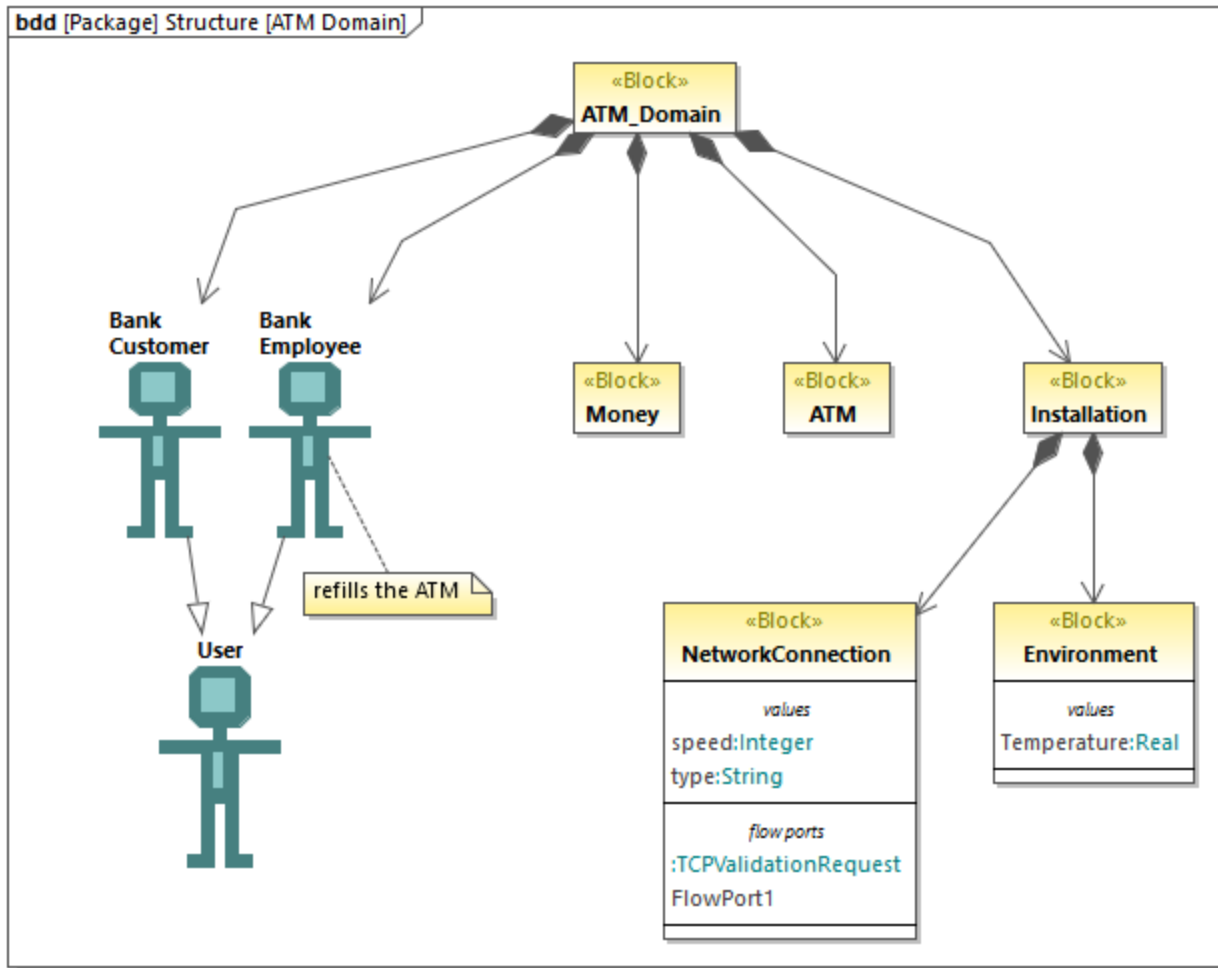 bdd [Package] Structure [ATM Domain]
«Block»
ATM_Domain
Bank
Customer
Bank
Employee
«Block»
Money
«Block»
ATM
«Block»
Installation
refills the ATM
User
«Block»
NetworkConnection
values
speed:Integer
type:String
flow ports
:TCPValidationRequest
FlowPort1
«Block»
Environment
values
Temperature:Real